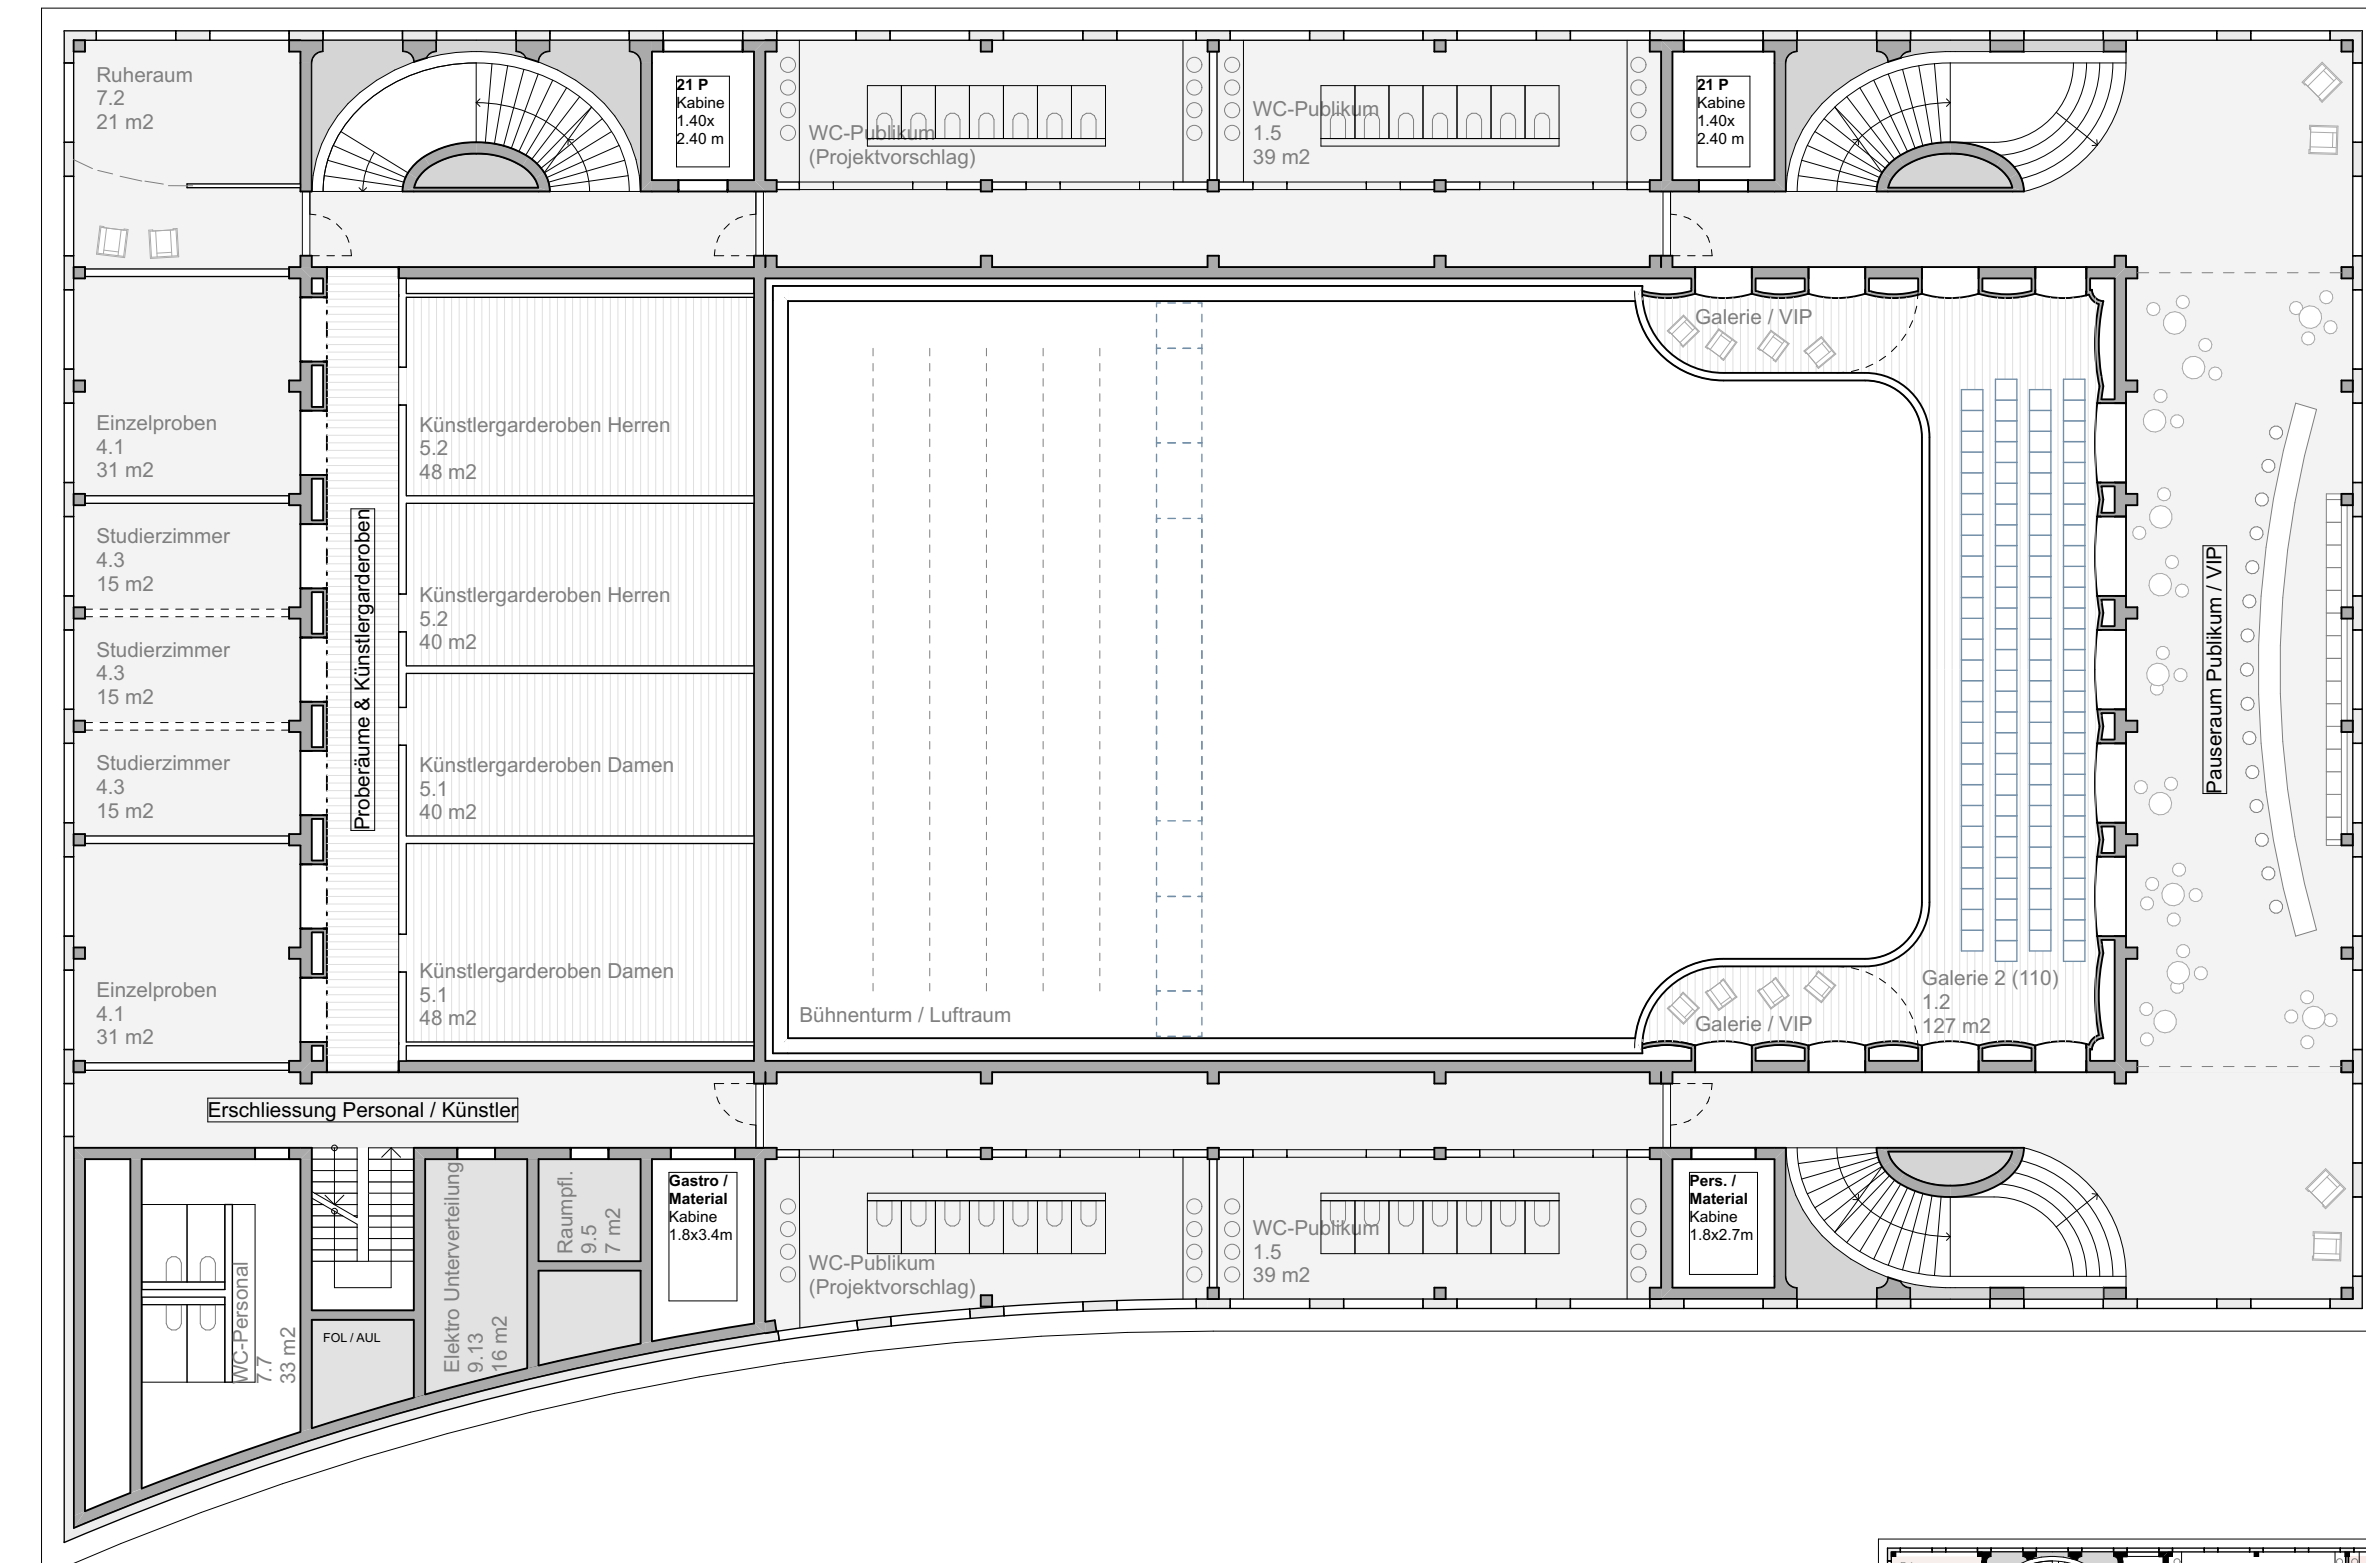 Ruheraum
7.2
21 m2
21 P
Kabine
1.40x
2.40 m
WC-Publikum
(Projektvorschlag)
WC-Publikum
1.5
39 m2
21 P
Kabine
1.40x
2.40 m
Einzelproben
4.1
31 m2
Studierzimmer
4.3
15 m2
Studierzimmer
4.3
15 m2
Studierzimmer
4.3
15 m2
Einzelproben
4.1
31 m2
Proberäume & Künstlergarderoben
Künstlergarderoben Herren
5.2
48 m2
Künstlergarderoben Herren
5.2
40 m2
Künstlergarderoben Damen
5.1
40 m2
Künstlergarderoben Damen
5.1
48 m2
Bühnenturm / Luftraum
Galerie / VIP
Galerie / VIP
Galerie 2 (110)
1.2
127 m2
Pauseraum Publikum / VIP
Erschliessung Personal / Künstler
WC-Personal
7.7
33 m2
FOL / AUL
Elektro Unterverteilung
9.13
16 m2
Raumpfl.
9.5
7 m2
Gastro /
Material
Kabine
1.8x3.4m
WC-Publikum
(Projektvorschlag)
WC-Publikum
1.5
39 m2
Pers. /
Material
Kabine
1.8x2.7m